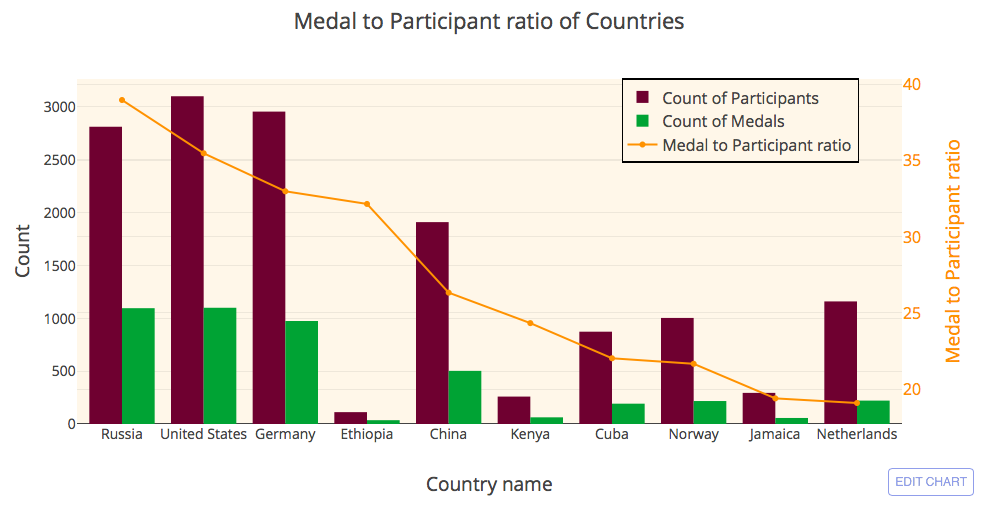 Medal to Participant ratio of Countries
Count of Participants
Count of Medals
Medal to Participant ratio
3000
2500
2000
1500
1000
500
0
Count
40
35
30
25
20
Medal to Participant ratio
Russia United States Germany Ethiopia China Kenya Cuba Norway Jamaica Netherlands
Country name
EDIT CHART